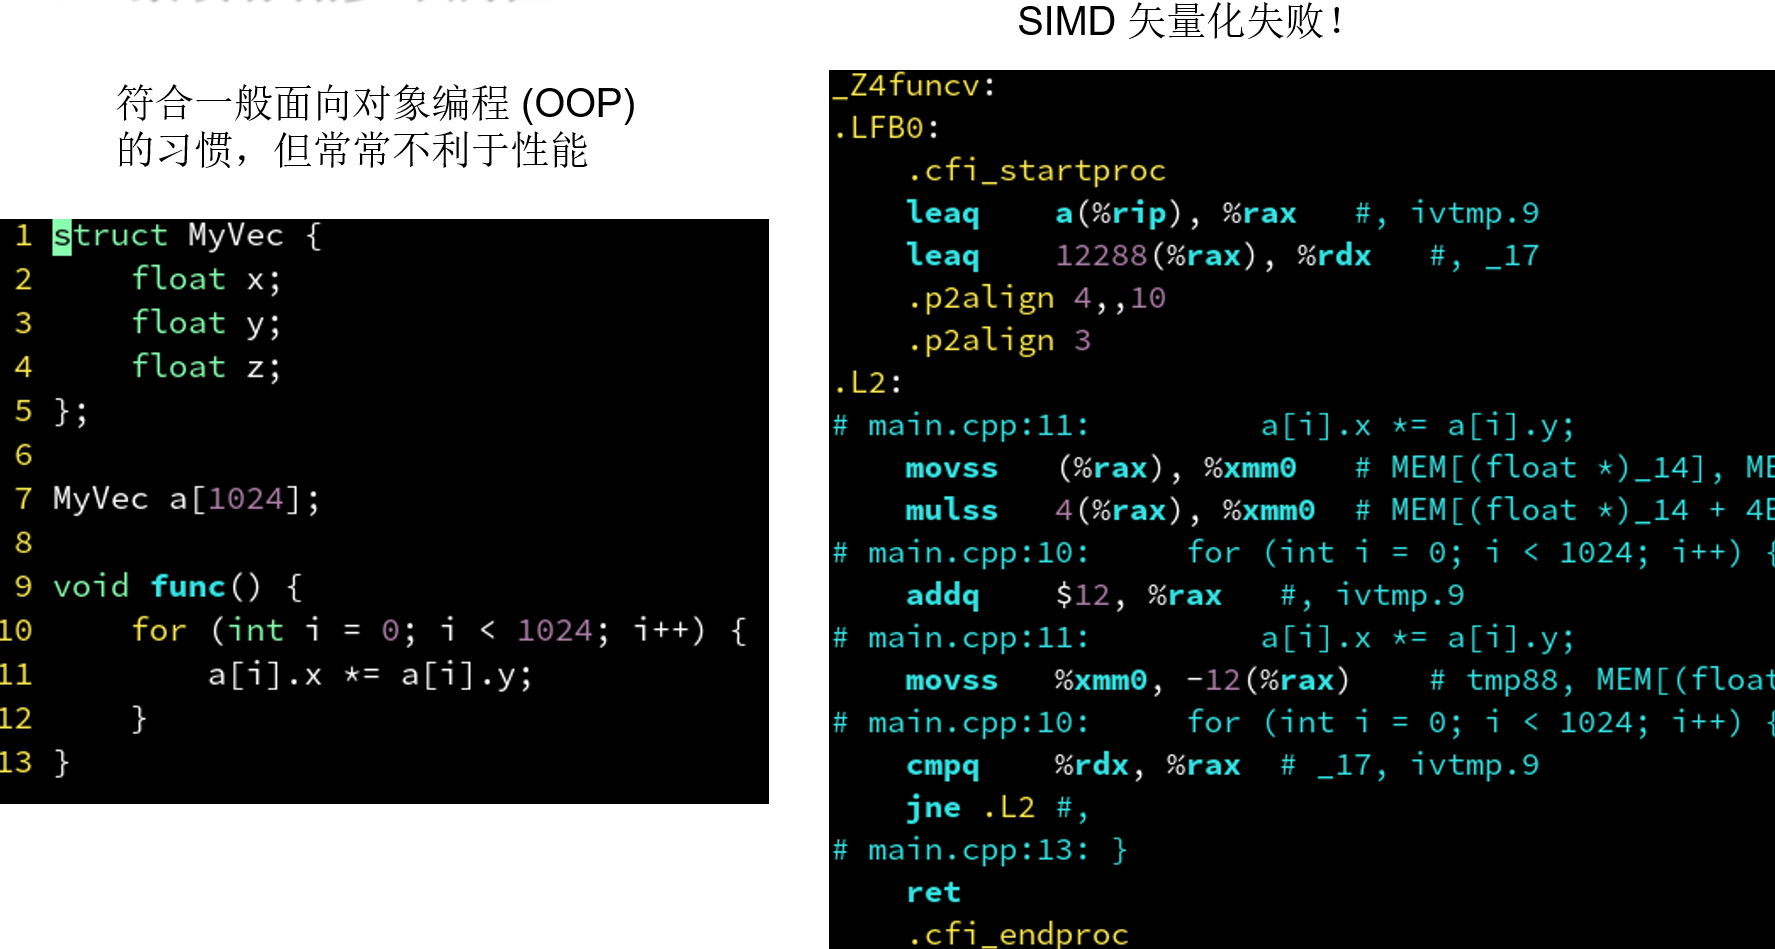 SIMD 矢量化失败！
符合一般面向对象编程 (OOP)
的习惯，但常常不利于性能
1 struct MyVec {
2     float x;
3     float y;
4     float z;
5 };
6
7 MyVec a[1024];
8
9 void func() {
10     for (int i = 0; i < 1024; i++) {
11         a[i].x *= a[i].y;
12     }
13 }
_Z4funcv:
.LFB0:
    .cfi_startproc
    leaq    a(%rip), %rax   #, ivtmp.9
    leaq    12288(%rax), %rdx   #, _17
    .p2align 4,,10
    .p2align 3
.L2:
# main.cpp:11:         a[i].x *= a[i].y;
    movss   (%rax), %xmm0   # MEM[(float *)_14],
    mulss   4(%rax), %xmm0  # MEM[(float *)_14 +
# main.cpp:10:     for (int i = 0; i < 1024; i++) {
    addq    $12, %rax   #, ivtmp.9
# main.cpp:11:         a[i].x *= a[i].y;
    movss   %xmm0, -12(%rax)    # tmp88, MEM[(float
# main.cpp:10:     for (int i = 0; i < 1024; i++) {
    cmpq    %rdx, %rax  # _17, ivtmp.9
    jne .L2 #,
# main.cpp:13: }
    ret
    .cfi_endproc